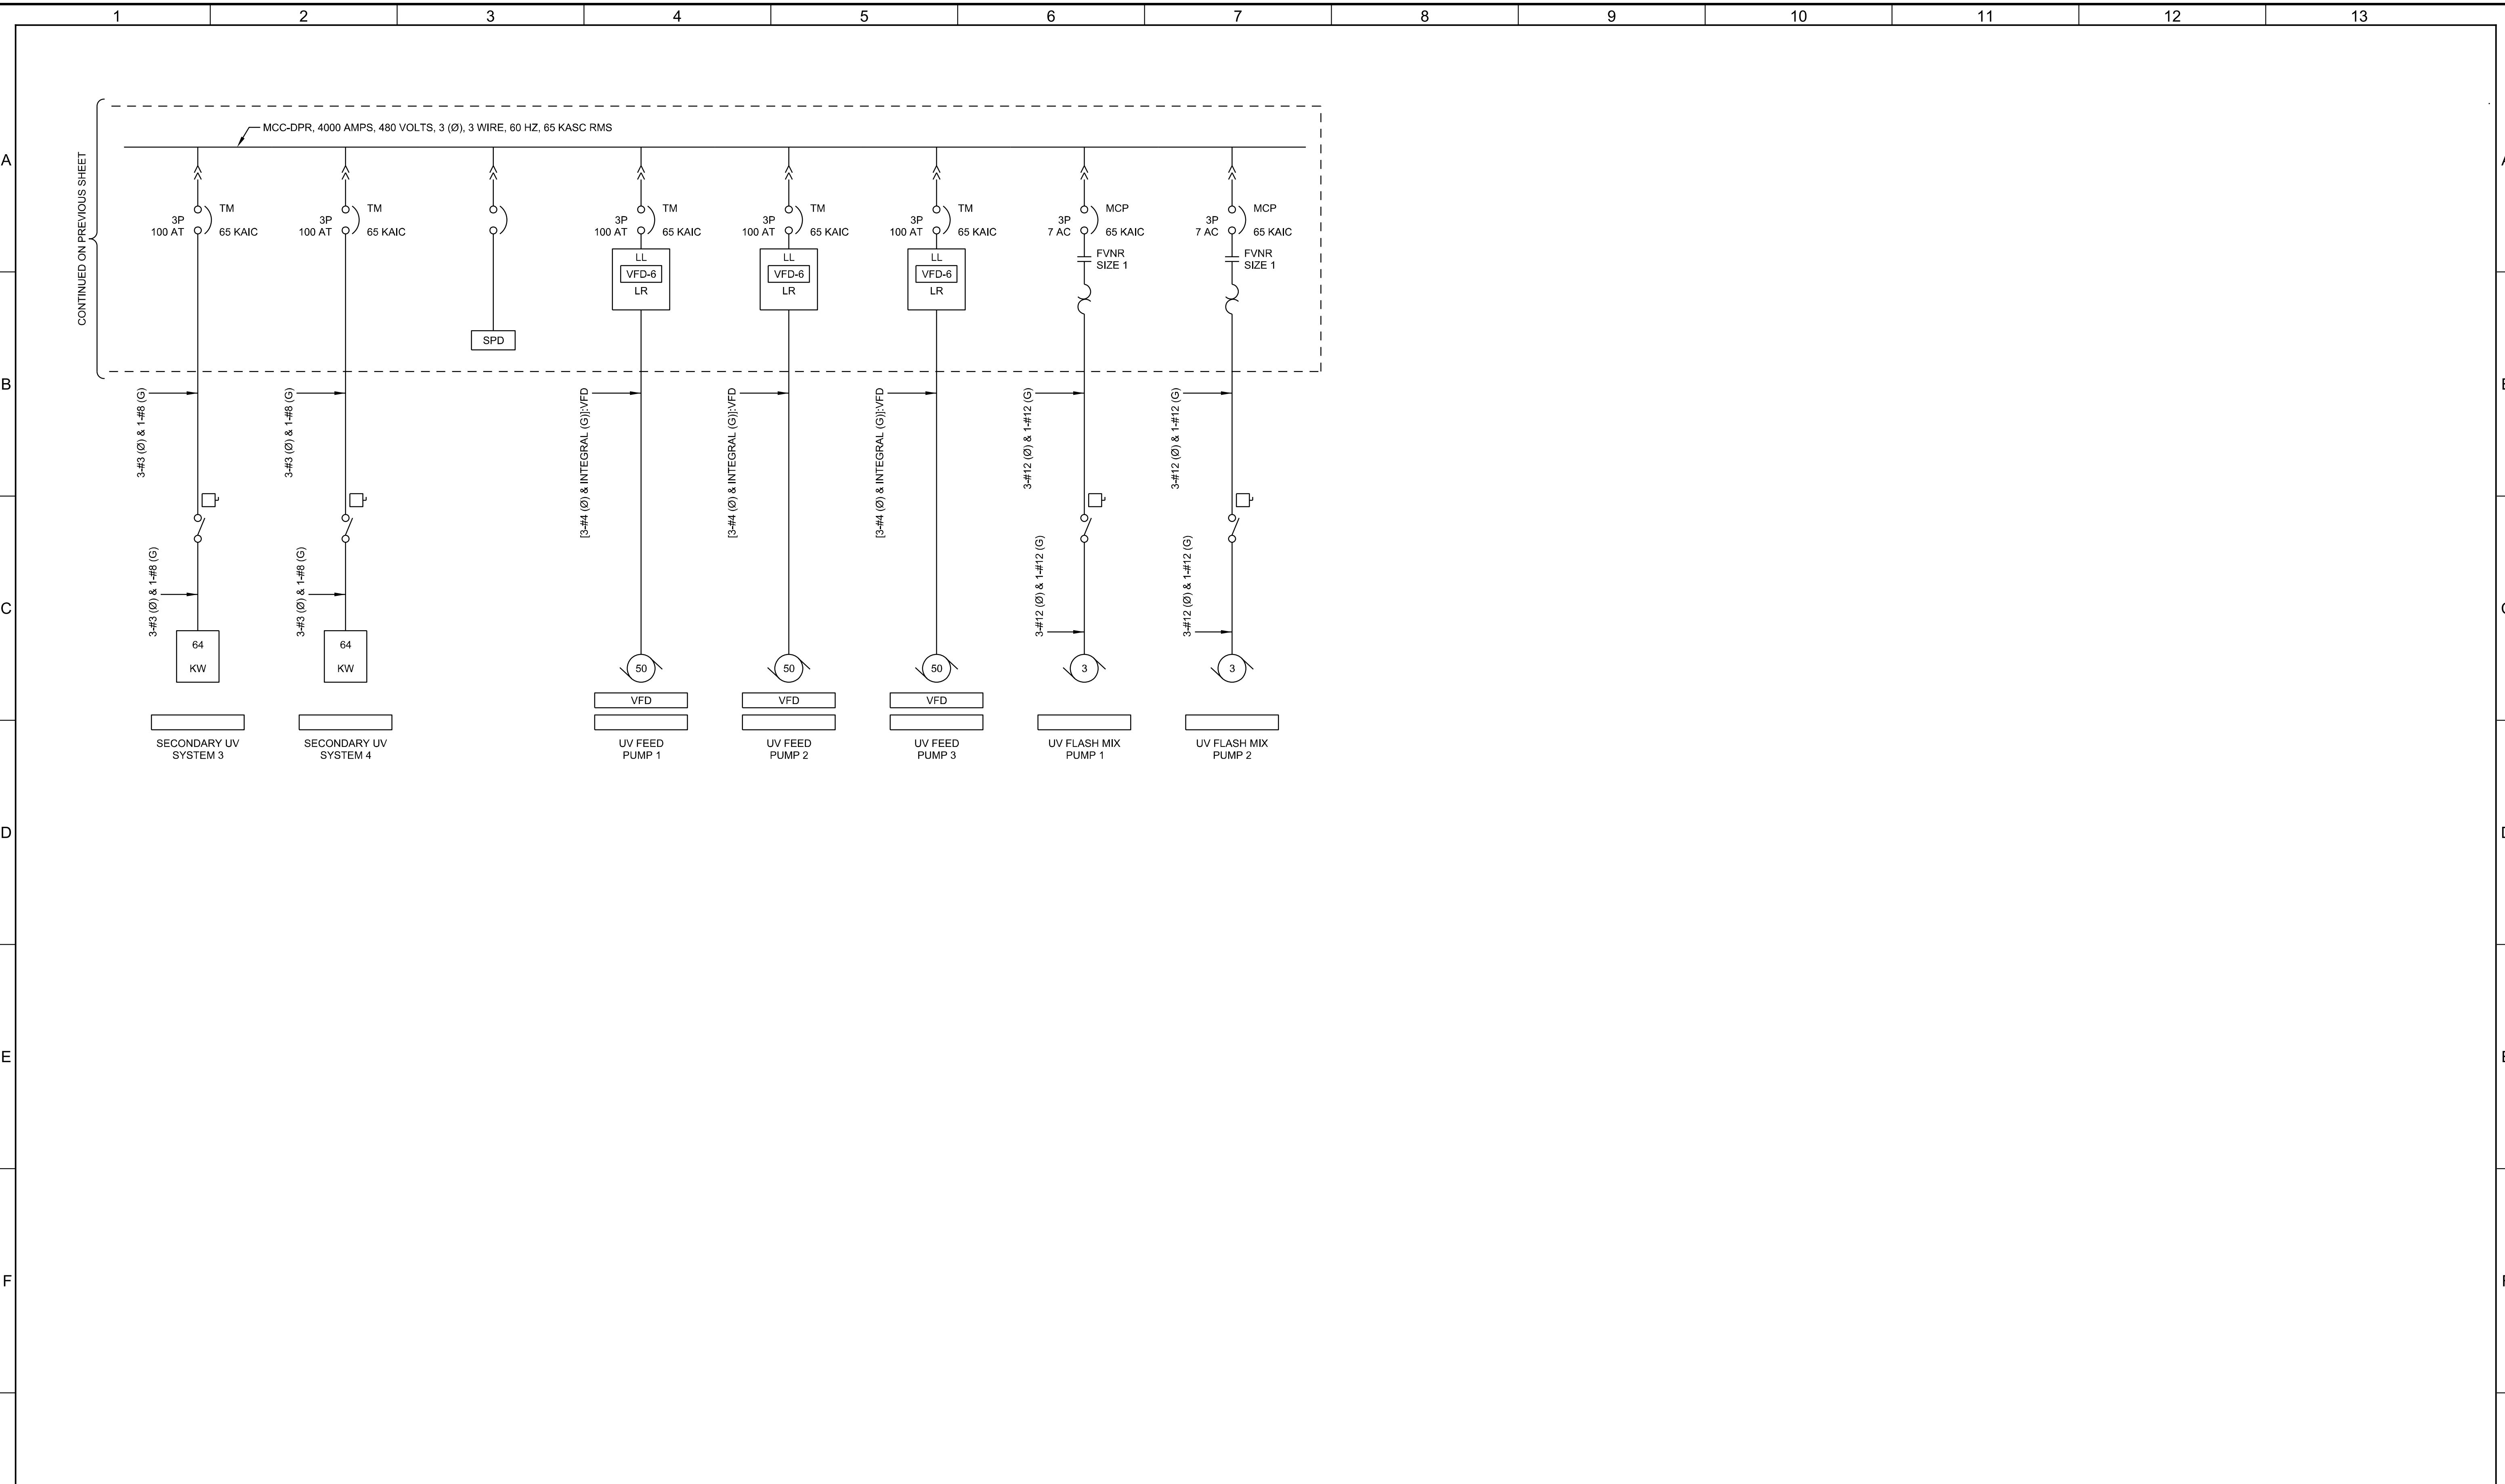 1 2 3 4 5 6 7 8 9 10 11 12 13
A A
B B
C C
D D
E E
F F
CONTINUED ON PREVIOUS SHEET
MCC-DPR, 4000 AMPS, 480 VOLTS, 3 (Ø), 3 WIRE, 60 HZ, 65 KASC RMS
3P TM
100 AT 65 KAIC
3-#3 (Ø) & 1-#8 (G)
3-#3 (Ø) & 1-#8 (G)
64
KW
SECONDARY UV
SYSTEM 3
3P TM
100 AT 65 KAIC
3-#3 (Ø) & 1-#8 (G)
3-#3 (Ø) & 1-#8 (G)
64
KW
SECONDARY UV
SYSTEM 4
SPD
3P TM
100 AT 65 KAIC
LL
VFD-6
LR
[3-#4 (Ø) & INTEGRAL (G)]:VFD
50
VFD
UV FEED
PUMP 1
3P TM
100 AT 65 KAIC
LL
VFD-6
LR
[3-#4 (Ø) & INTEGRAL (G)]:VFD
50
VFD
UV FEED
PUMP 2
3P TM
100 AT 65 KAIC
LL
VFD-6
LR
[3-#4 (Ø) & INTEGRAL (G)]:VFD
50
VFD
UV FEED
PUMP 3
3P MCP
7 AC 65 KAIC
FVNR
SIZE 1
3-#12 (Ø) & 1-#12 (G)
3-#12 (Ø) & 1-#12 (G)
3
UV FLASH MIX
PUMP 1
3P MCP
7 AC 65 KAIC
FVNR
SIZE 1
3-#12 (Ø) & 1-#12 (G)
3-#12 (Ø) & 1-#12 (G)
3
UV FLASH MIX
PUMP 2